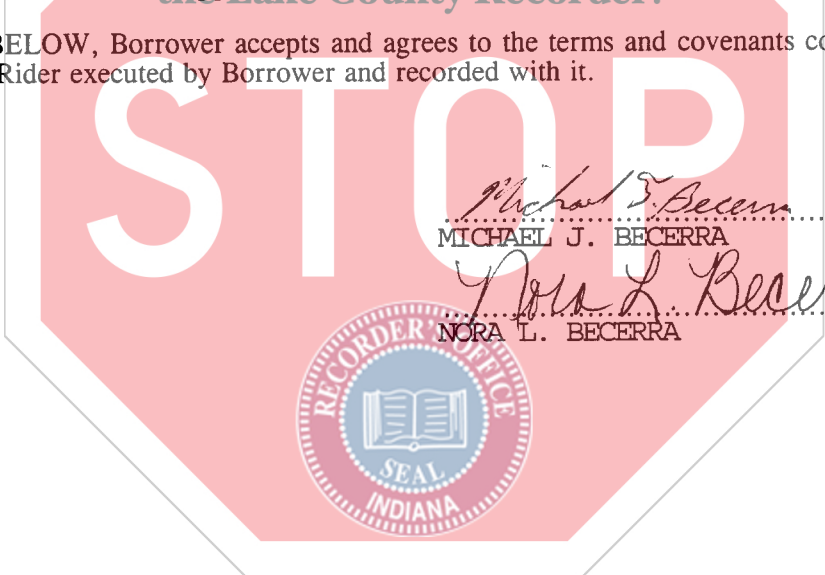 the Lake County Recorder!
BELOW, Borrower accepts and agrees to the terms and covenants co
Rider executed by Borrower and recorded with it.
STOP
Michael J. Becerra
MICHAEL J. BECERRA
Nora L. Bece
NORA L. BECERRA
RECORDER'S OFFICE
SEAL
INDIANA